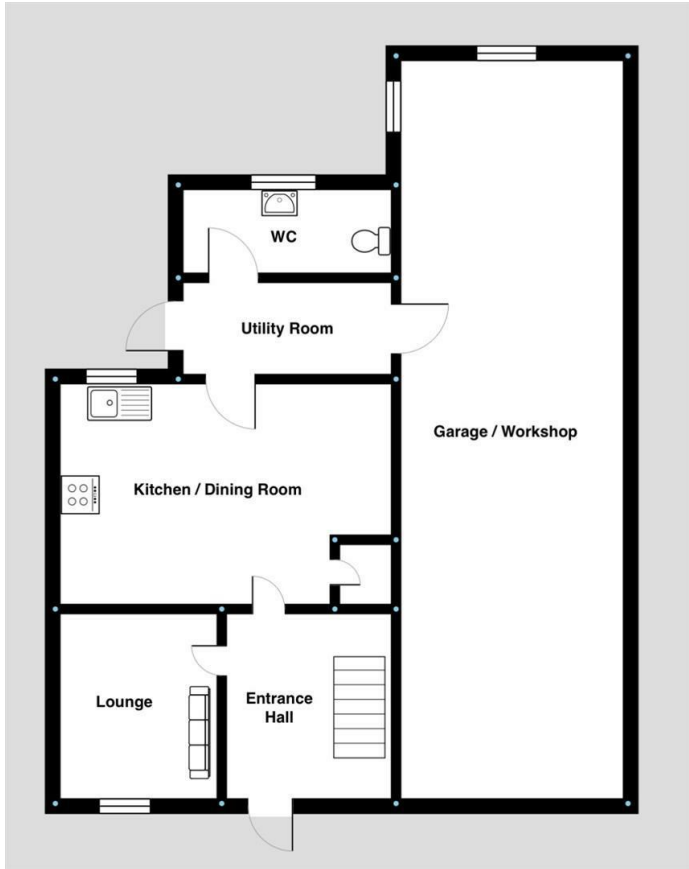 WC
Utility Room
Garage / Workshop
Kitchen / Dining Room
Lounge
Entrance
Hall